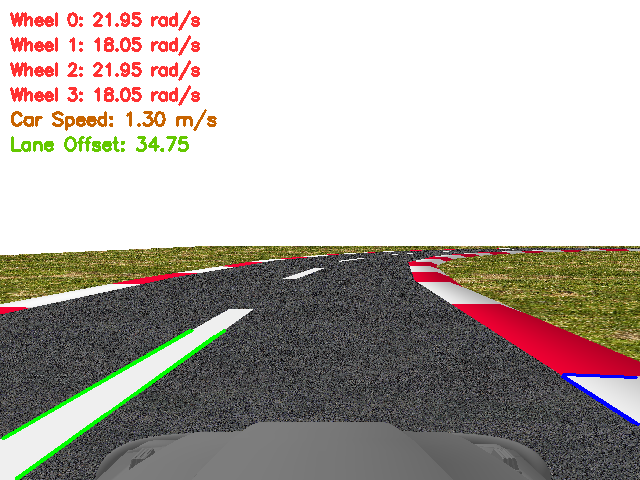 Wheel 0: 21.95 rad/s
Wheel 1: 18.05 rad/s
Wheel 2: 21.95 rad/s
Wheel 3: 18.05 rad/s
Car Speed: 1.30 m/s
Lane Offset: 34.75